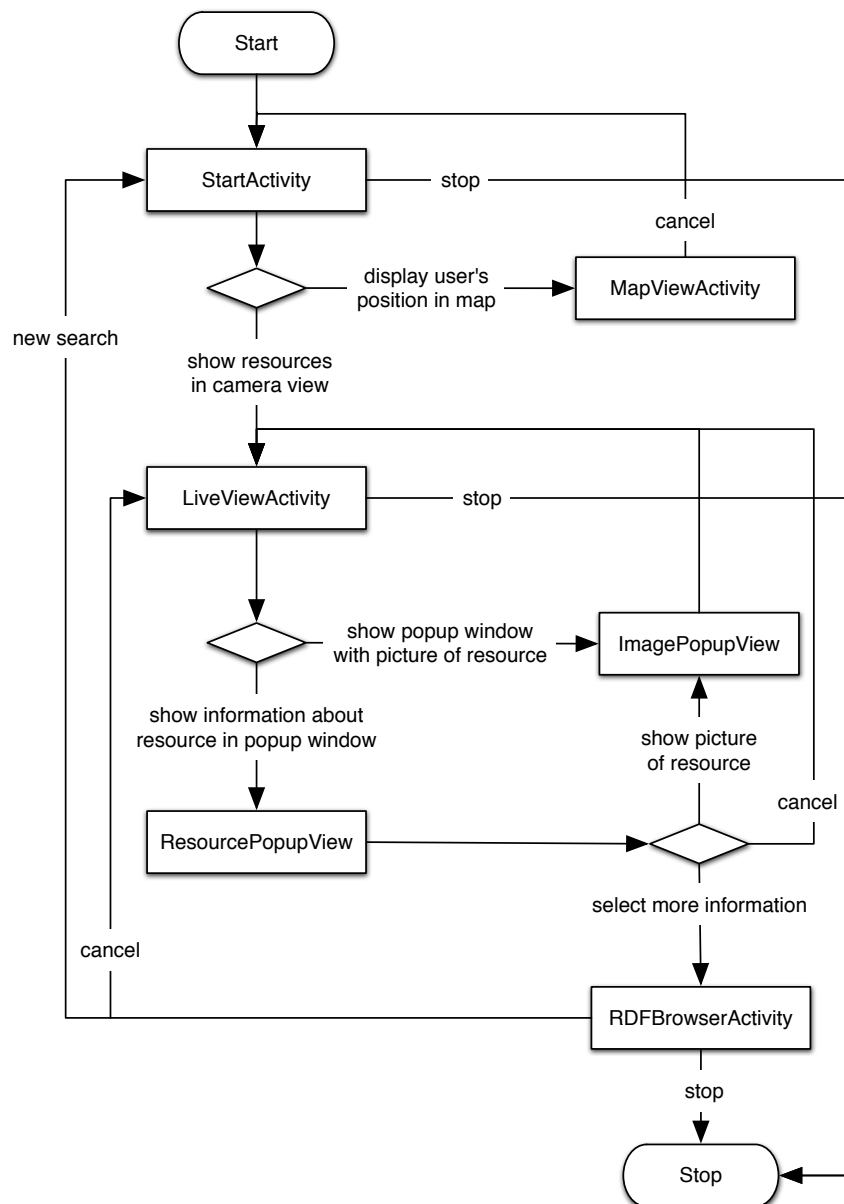 Start
StartActivity
stop
cancel
display user's
position in map
MapViewActivity
new search
show resources
in camera view
LiveViewActivity
stop
show popup window
with picture of resource
ImagePopupView
show information about
resource in popup window
show picture
of resource
cancel
ResourcePopupView
select more information
cancel
RDFBrowserActivity
stop
Stop